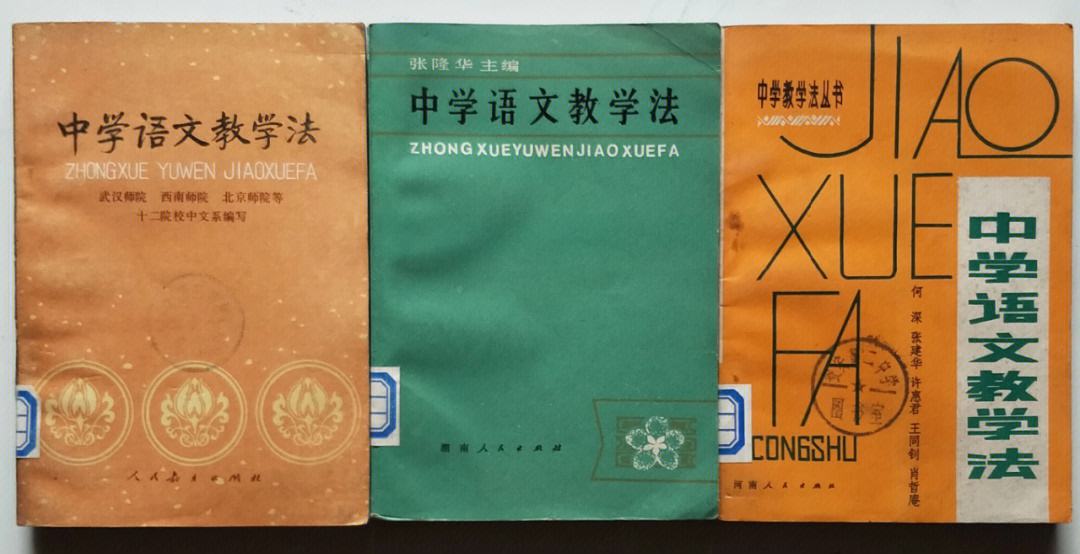 中学语文教学法
ZHONGXUE YUWEN JIAOXUEFA
武汉师院 西南师院 北京师院等
十二院校中文系编写
人民教育出版社
张隆华 主编
中学语文教学法
ZHONGXUEYUWENJIAOXUEFA
湖南人民出版社
中学教学法丛书
JIAO
XUE
FA
CONGSHU
中学语文教学法
何深 张建华 许惠君 王同钊 肖哲庵
河南人民出版社